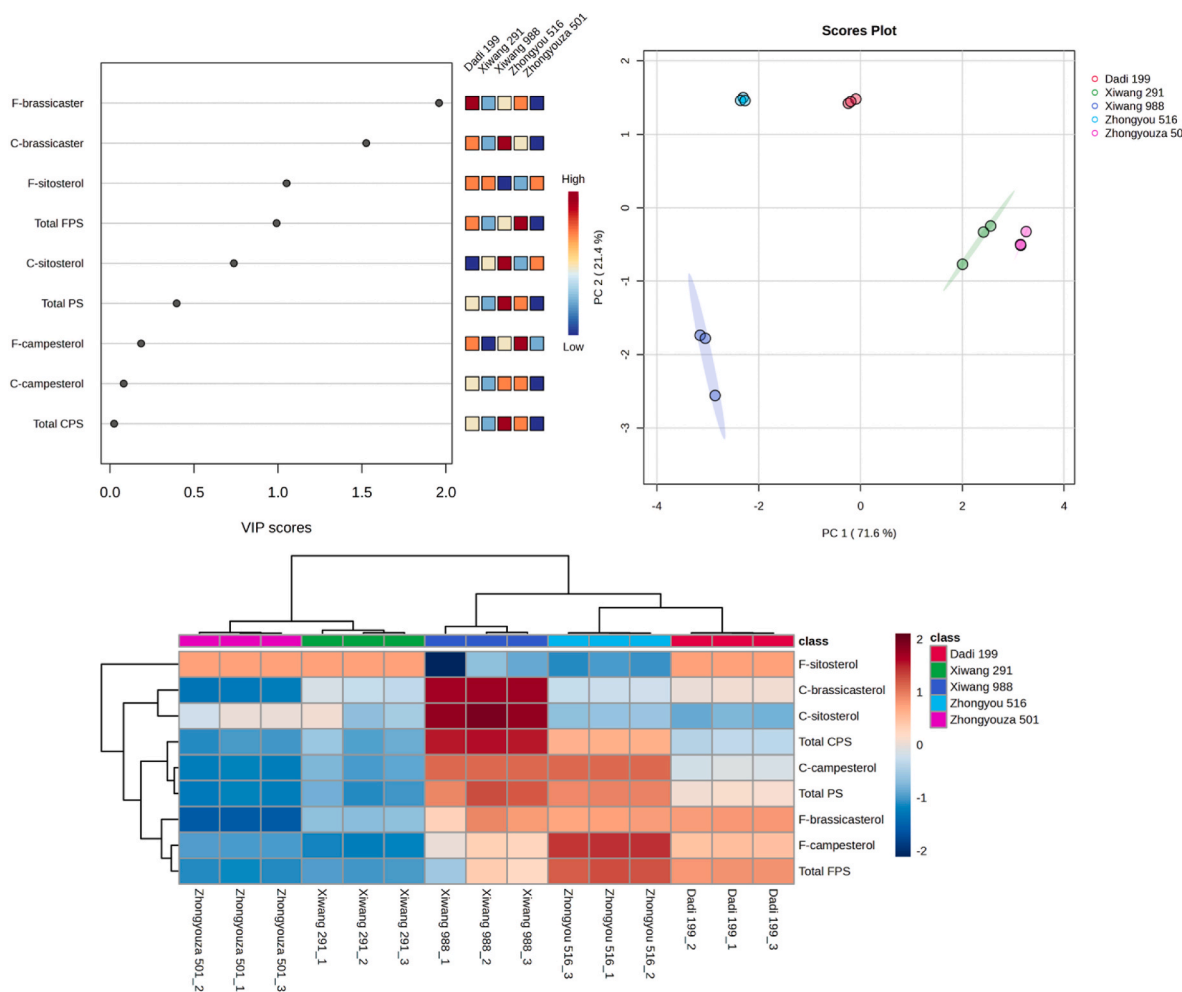 Dadi 199
Xiwang 291
Xiwang 988
Zhongyou 516
Zhongyouza 501
F-brassicaster
C-brassicaster
F-sitosterol
Total FPS
C-sitosterol
Total PS
F-campesterol
C-campesterol
Total CPS
0.0 0.5 1.0 1.5 2.0
VIP scores
High
Low
Scores Plot
PC 2 ( 21.4 %)
2
1
0
-1
-2
-3
-4 -2 0 2 4
PC 1 ( 71.6 %)
Dadi 199
Xiwang 291
Xiwang 988
Zhongyou 516
Zhongyouza 50
class
F-sitosterol
C-brassicasterol
C-sitosterol
Total CPS
C-campesterol
Total PS
F-brassicasterol
F-campesterol
Total FPS
Zhongyouza 501_2
Zhongyouza 501_1
Zhongyouza 501_3
Xiwang 291_1
Xiwang 291_2
Xiwang 291_3
Xiwang 988_1
Xiwang 988_2
Xiwang 988_3
Zhongyou 516_3
Zhongyou 516_1
Zhongyou 516_2
Dadi 199_2
Dadi 199_1
Dadi 199_3
2
1
0
-1
-2
class
Dadi 199
Xiwang 291
Xiwang 988
Zhongyou 516
Zhongyouza 501